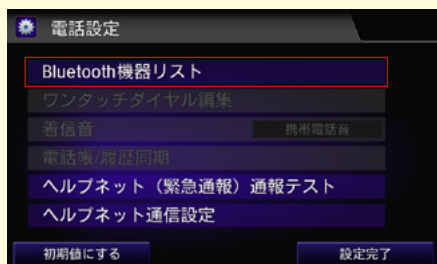 電話設定
Bluetooth機器リスト
ワンタッチダイヤル編集
着信音 携帯電話音
電話帳/履歴同期
ヘルプネット（緊急通報）通報テスト
ヘルプネット通信設定
初期値にする 設定完了